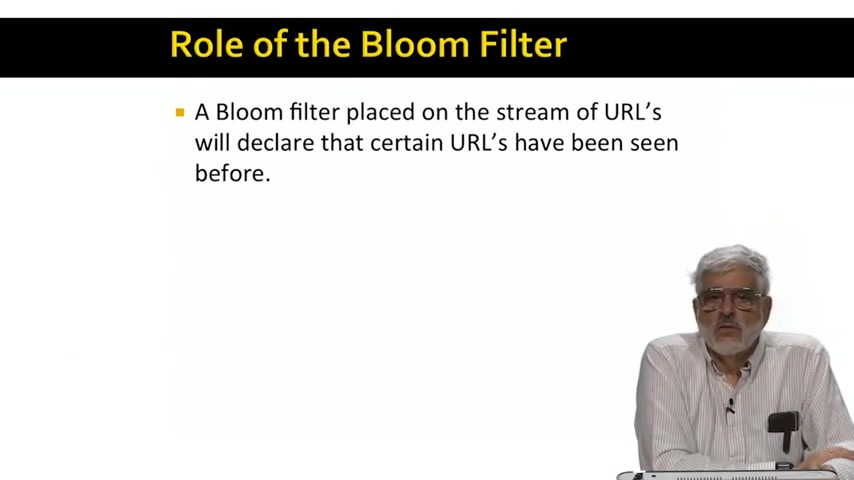 Role of the Bloom Filter
A Bloom filter placed on the stream of URL's
will declare that certain URL's have been seen
before.